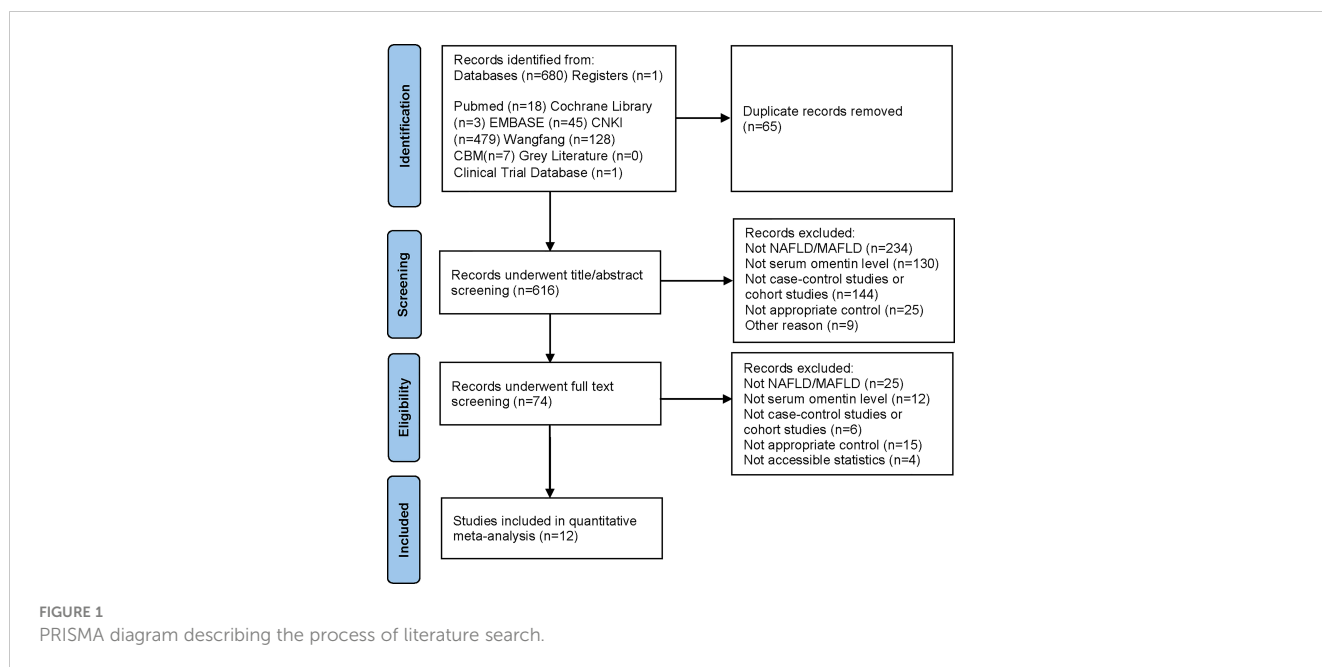 Identification
Records identified from:
Databases (n=680) Registers (n=1)
Pubmed (n=18) Cochrane Library
(n=3) EMBASE (n=45) CNKI
(n=479) Wangfang (n=128)
CBM(n=7) Grey Literature (n=0)
Clinical Trial Database (n=1)
Duplicate records removed
(n=65)
Screening
Records underwent title/abstract
screening (n=616)
Records excluded:
Not NAFLD/MAFLD (n=234)
Not serum omentin level (n=130)
Not case-control studies or
cohort studies (n=144)
Not appropriate control (n=25)
Other reason (n=9)
Eligibility
Records underwent full text
screening (n=74)
Records excluded:
Not NAFLD/MAFLD (n=25)
Not serum omentin level (n=12)
Not case-control studies or
cohort studies (n=6)
Not appropriate control (n=15)
Not accessible statistics (n=4)
Included
Studies included in quantitative
meta-analysis (n=12)
FIGURE 1
PRISMA diagram describing the process of literature search.